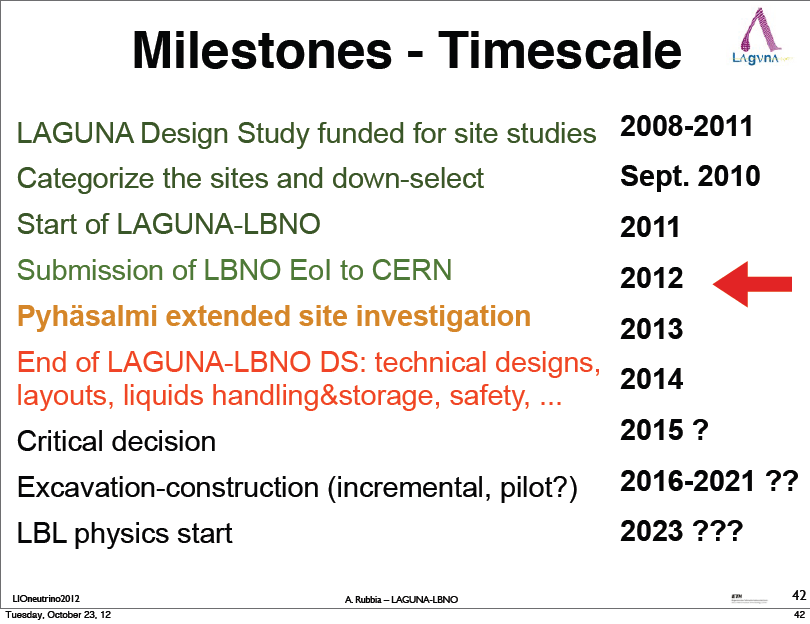 Milestones - Timescale
LAGUNA
LAGUNA Design Study funded for site studies 2008-2011
Categorize the sites and down-select Sept. 2010
Start of LAGUNA-LBNO 2011
Submission of LBNO EoI to CERN 2012
Pyhäsalmi extended site investigation 2013
End of LAGUNA-LBNO DS: technical designs, 2014
layouts, liquids handling&storage, safety, ...
Critical decision 2015 ?
Excavation-construction (incremental, pilot?) 2016-2021 ??
LBL physics start 2023 ???
LIOneutrino2012 A. Rubbia – LAGUNA-LBNO ETH 42
Tuesday, October 23, 12 42